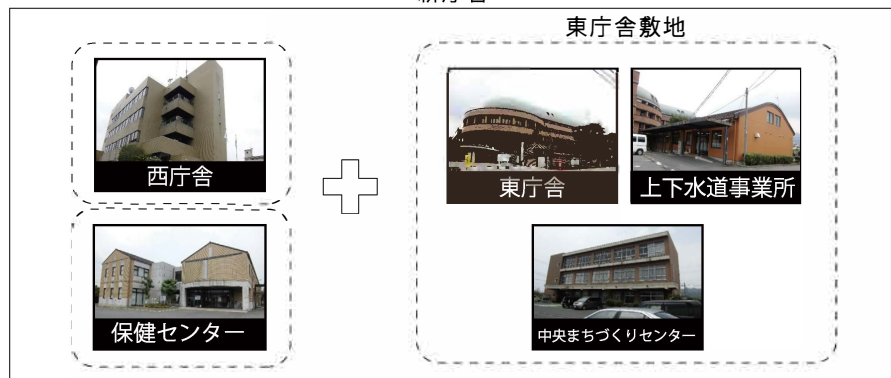 東庁舎敷地
西庁舎
東庁舎
上下水道事業所
保健センター
中央まちづくりセンター